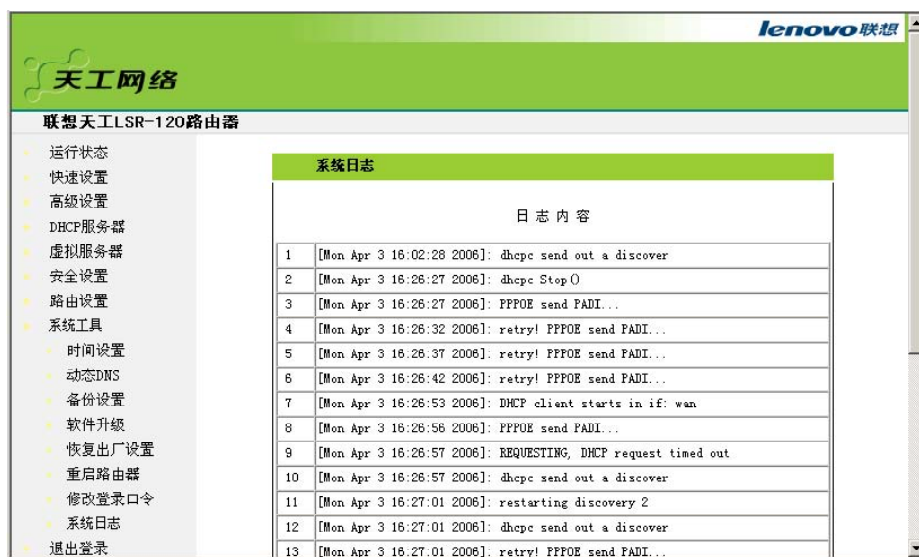 lenovo联想
天工网络
联想天工LSR-120路由器
运行状态
快速设置
高级设置
DHCP服务器
虚拟服务器
安全设置
路由设置
系统工具
时间设置
动态DNS
备份设置
软件升级
恢复出厂设置
重启路由器
修改登录口令
系统日志
退出登录
系统日志
日志内容
1 [Mon Apr 3 16:02:28 2006]: dhcpc send out a discover
2 [Mon Apr 3 16:26:27 2006]: dhcpc Stop()
3 [Mon Apr 3 16:26:27 2006]: PPPOE send PADI...
4 [Mon Apr 3 16:26:32 2006]: retry! PPPOE send PADI...
5 [Mon Apr 3 16:26:37 2006]: retry! PPPOE send PADI...
6 [Mon Apr 3 16:26:42 2006]: retry! PPPOE send PADI...
7 [Mon Apr 3 16:26:53 2006]: DHCP client starts in if: wan
8 [Mon Apr 3 16:26:56 2006]: PPPOE send PADI...
9 [Mon Apr 3 16:26:57 2006]: REQUESTING, DHCP request timed out
10 [Mon Apr 3 16:26:57 2006]: dhcpc send out a discover
11 [Mon Apr 3 16:27:01 2006]: restarting discovery 2
12 [Mon Apr 3 16:27:01 2006]: dhcpc send out a discover
13 [Mon Apr 3 16:27:01 2006]: retry! PPPOE send PADI...